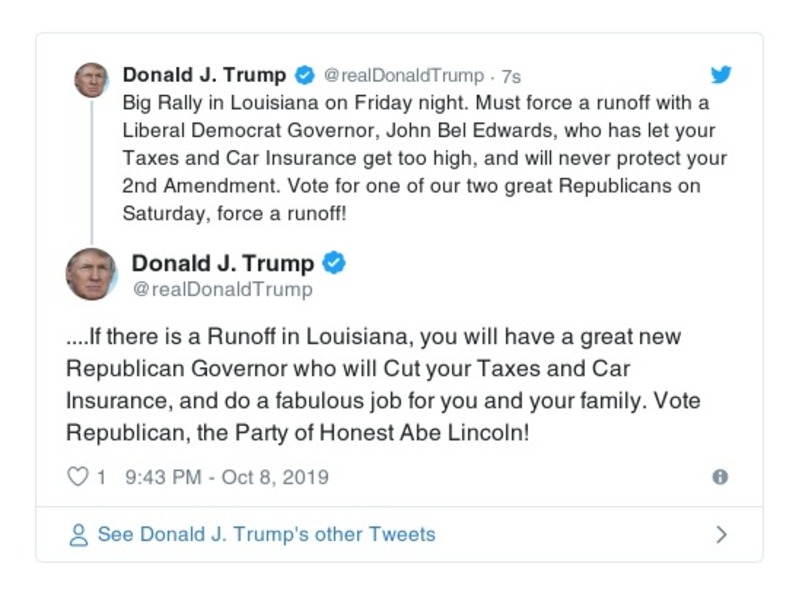 Donald J. Trump @realDonaldTrump · 7s
Big Rally in Louisiana on Friday night. Must force a runoff with a
Liberal Democrat Governor, John Bel Edwards, who has let your
Taxes and Car Insurance get too high, and will never protect your
2nd Amendment. Vote for one of our two great Republicans on
Saturday, force a runoff!
Donald J. Trump
@realDonaldTrump
....If there is a Runoff in Louisiana, you will have a great new
Republican Governor who will Cut your Taxes and Car
Insurance, and do a fabulous job for you and your family. Vote
Republican, the Party of Honest Abe Lincoln!
1 9:43 PM - Oct 8, 2019
See Donald J. Trump's other Tweets